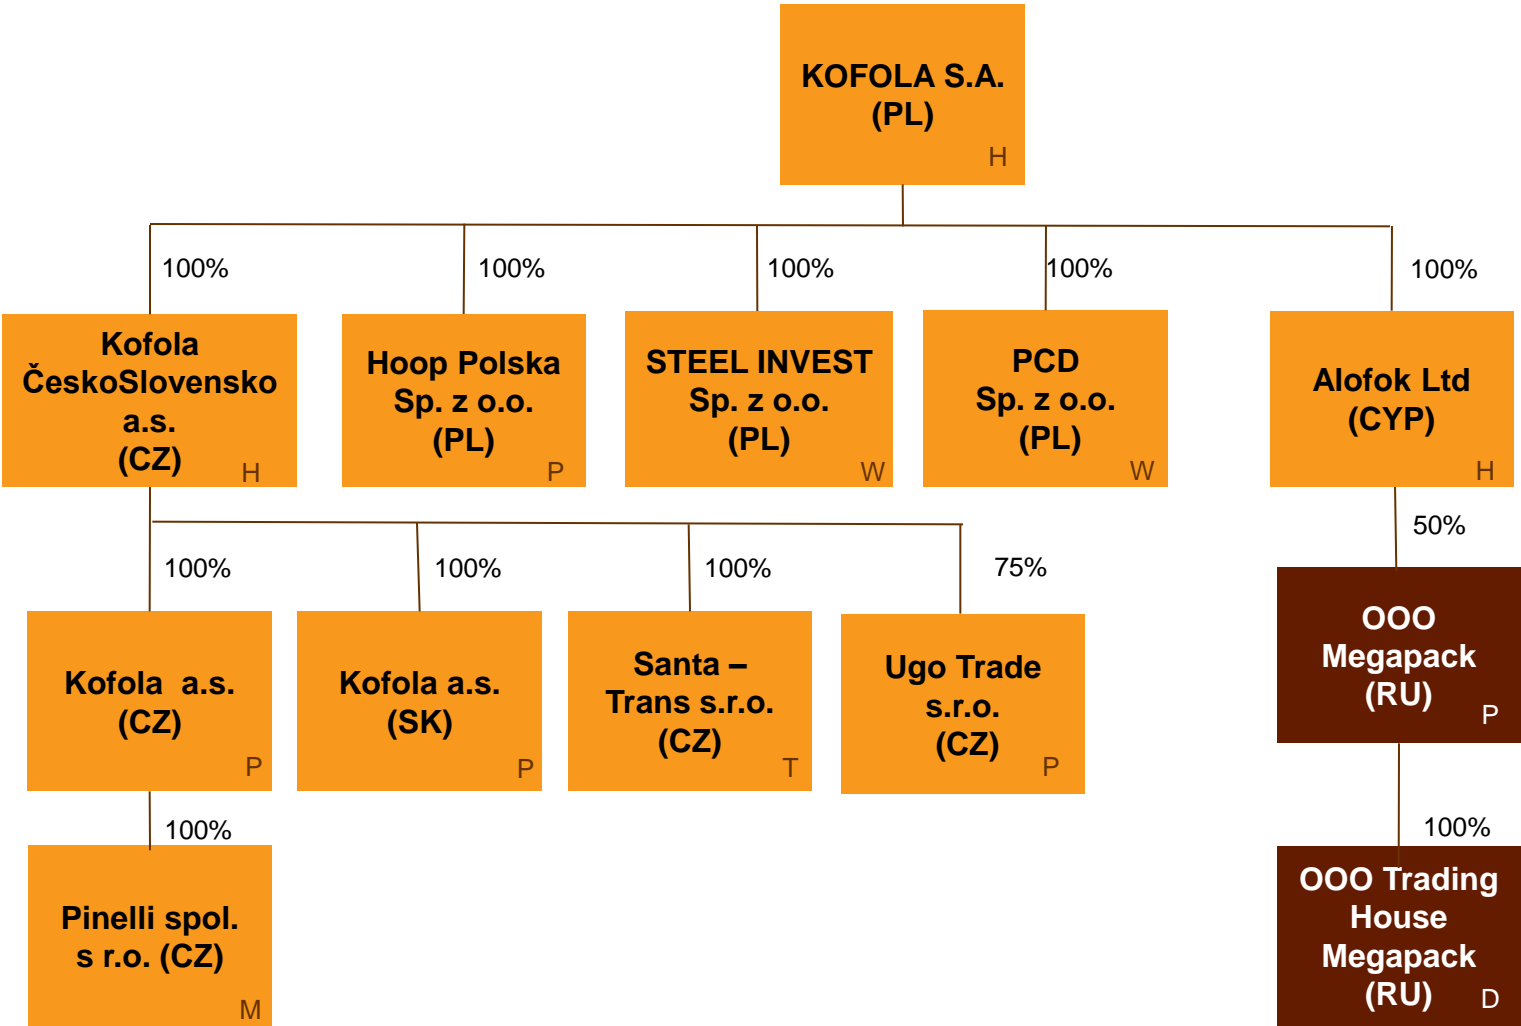 KOFOLA S.A.
(PL)
H
100%
100%
100%
100%
100%
Kofola
ČeskoSlovensko
a.s.
(CZ)
H
Hoop Polska
Sp. z o.o.
(PL)
P
STEEL INVEST
Sp. z o.o.
(PL)
W
PCD
Sp. z o.o.
(PL)
W
Alofok Ltd
(CYP)
H
100%
100%
100%
75%
50%
Kofola a.s.
(CZ)
P
Kofola a.s.
(SK)
P
Santa –
Trans s.r.o.
(CZ)
T
Ugo Trade
s.r.o.
(CZ)
P
OOO
Megapack
(RU)
P
100%
100%
Pinelli spol.
s r.o. (CZ)
M
OOO Trading
House
Megapack
(RU)
D